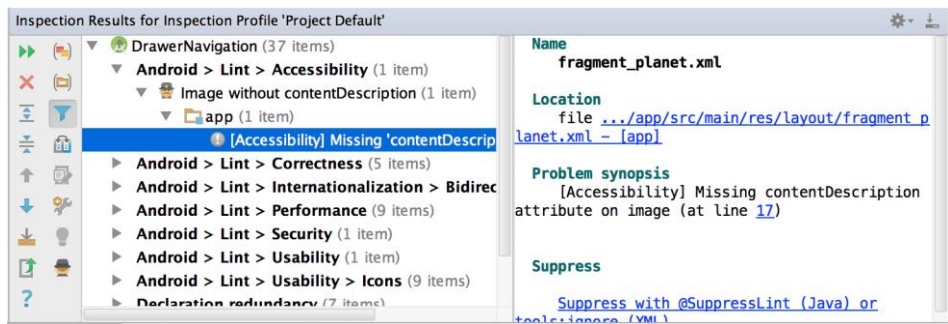 Inspection Results for Inspection Profile 'Project Default'
DrawerNavigation (37 items)
Android > Lint > Accessibility (1 item)
Image without contentDescription (1 item)
app (1 item)
[Accessibility] Missing 'contentDescrip
Android > Lint > Correctness (5 items)
Android > Lint > Internationalization > Bidirec
Android > Lint > Performance (9 items)
Android > Lint > Security (1 item)
Android > Lint > Usability (1 item)
Android > Lint > Usability > Icons (9 items)
Declaration redundancy (7 items)
?
Name
fragment_planet.xml
Location
file .../app/src/main/res/layout/fragment_p
lanet.xml – [app]
Problem synopsis
[Accessibility] Missing contentDescription
attribute on image (at line 17)
Suppress
Suppress with @SuppressLint (Java) or
tools:ignore (XML)